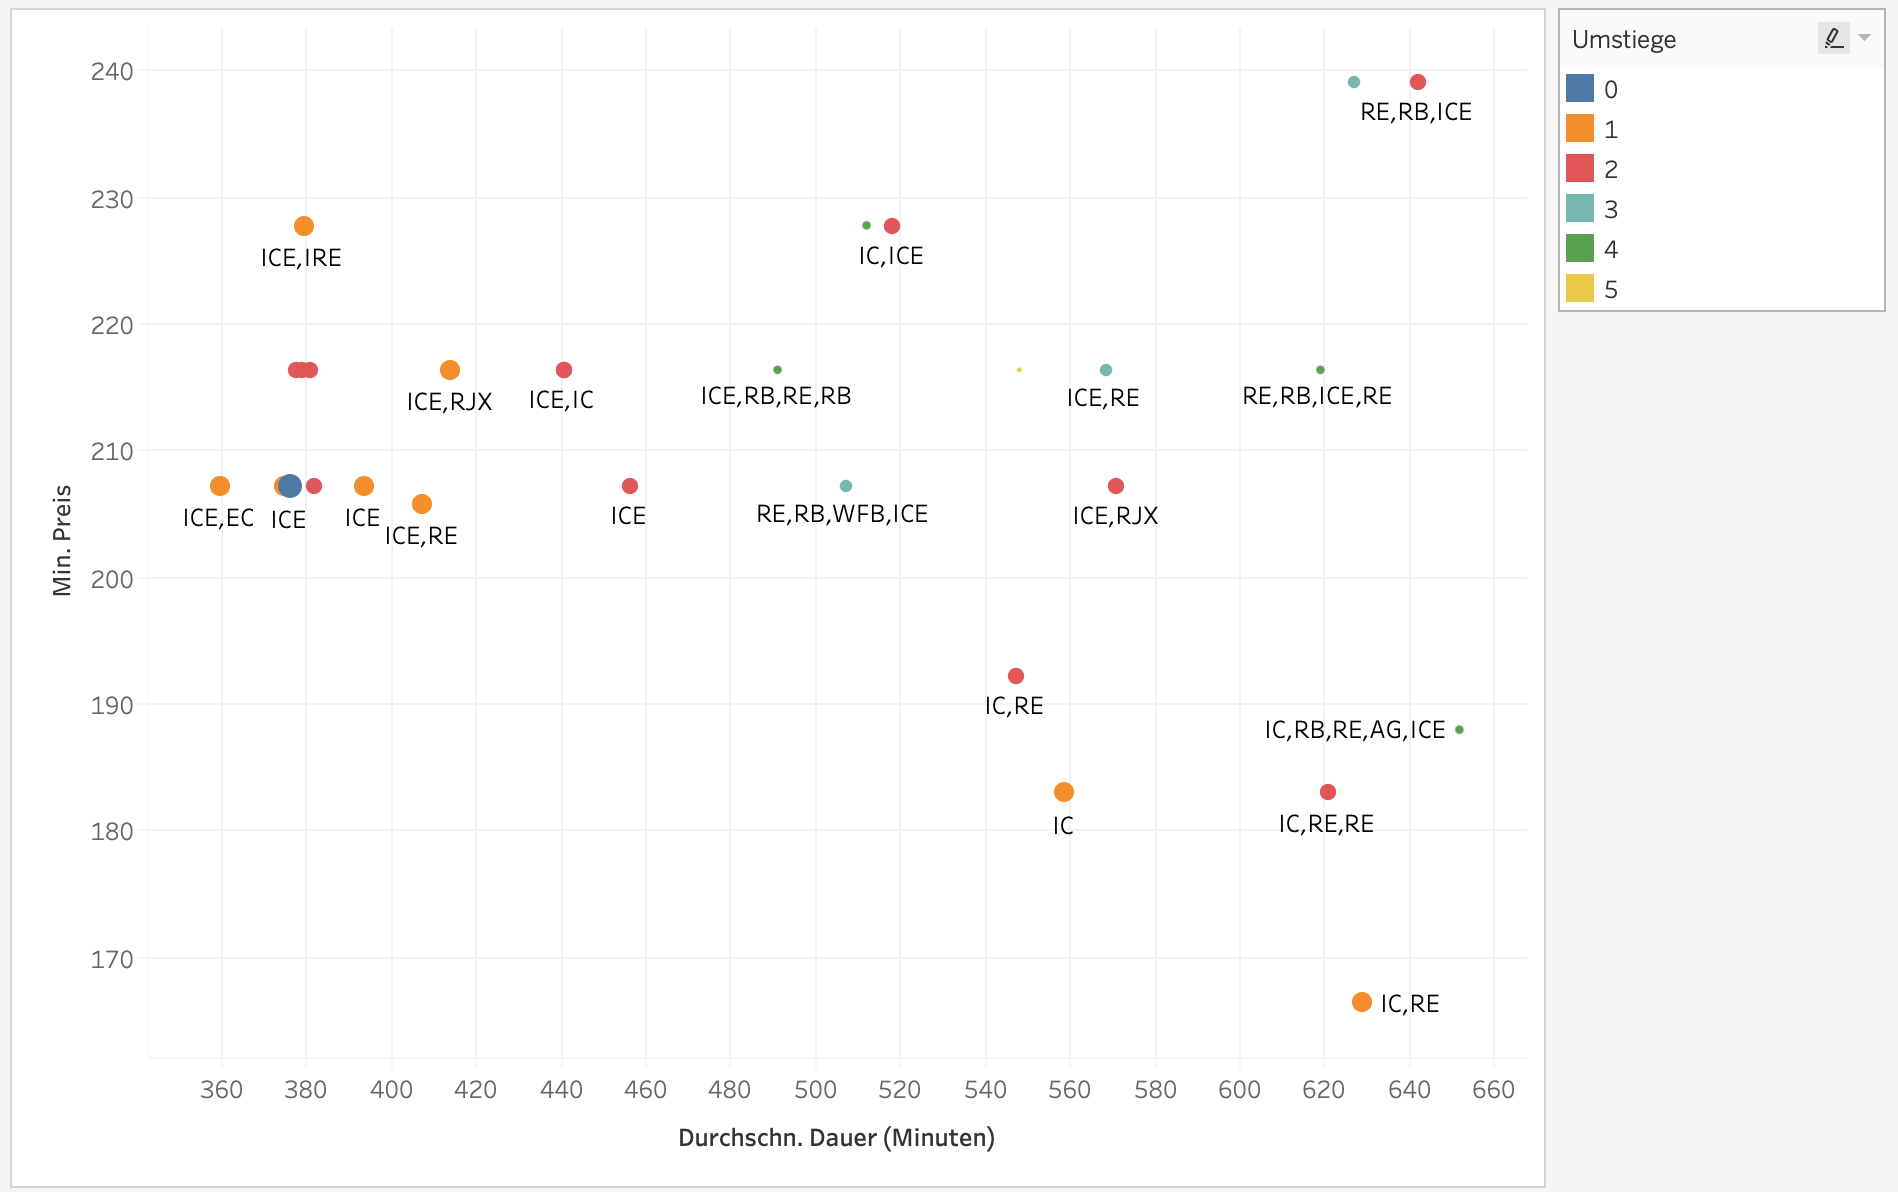 Umstiege
0
1
2
3
4
5
240
230
220
210
200
190
180
170
Min. Preis
RE,RB,ICE
ICE,IRE
IC,ICE
ICE,RJX
ICE,IC
ICE,RB,RE,RB
ICE,RE
RE,RB,ICE,RE
ICE,EC
ICE
ICE
ICE,RE
ICE
RE,RB,WFB,ICE
ICE,RJX
IC,RE
IC,RB,RE,AG,ICE
IC
IC,RE,RE
IC,RE
360 380 400 420 440 460 480 500 520 540 560 580 600 620 640 660
Durchschn. Dauer (Minuten)